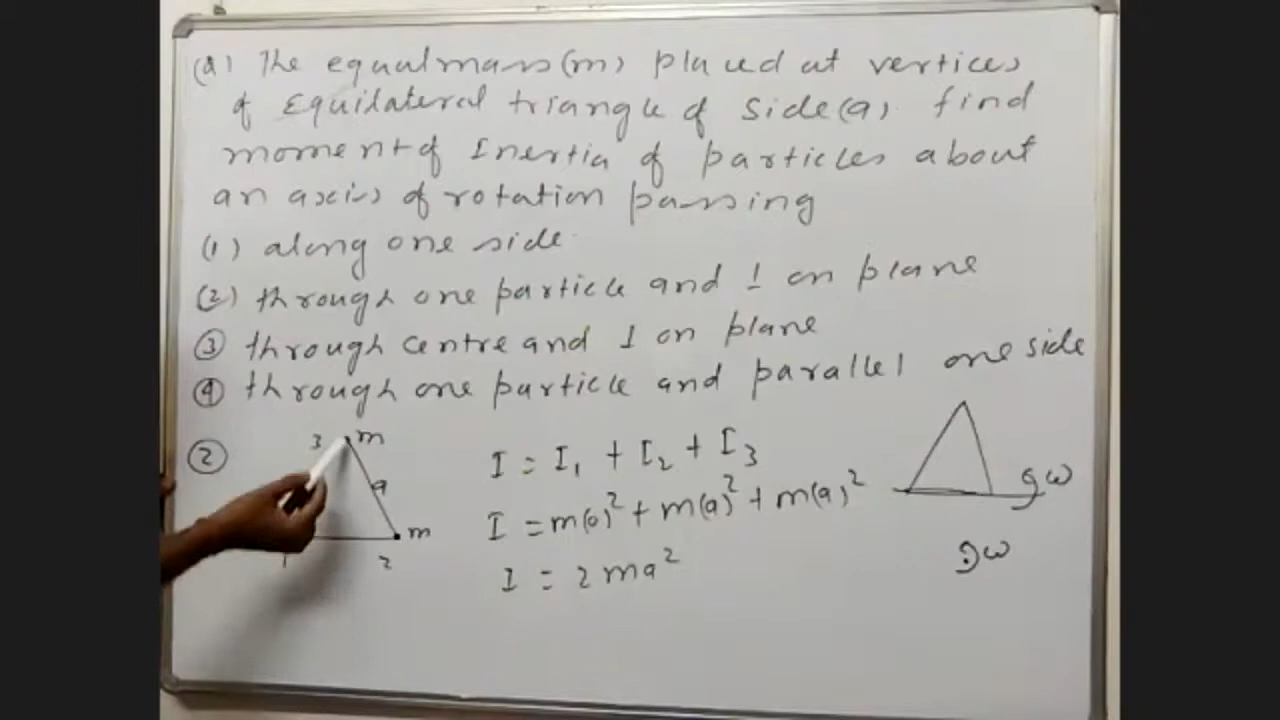 (Q) The equal mass (m) placed at vertices
of Equilateral triangle of side (a). find
moment of Inertia of particles about
an axis of rotation passing
(1) along one side.
(2) through one particle and ⊥ on plane
③ through centre and ⊥ on plane
④ through one particle and parallel one side
②
3 m
a
m
1 2
I = I₁ + I₂ + I₃
I = m(0)² + m(a)² + m(a)²
I = 2ma²
ω
ω